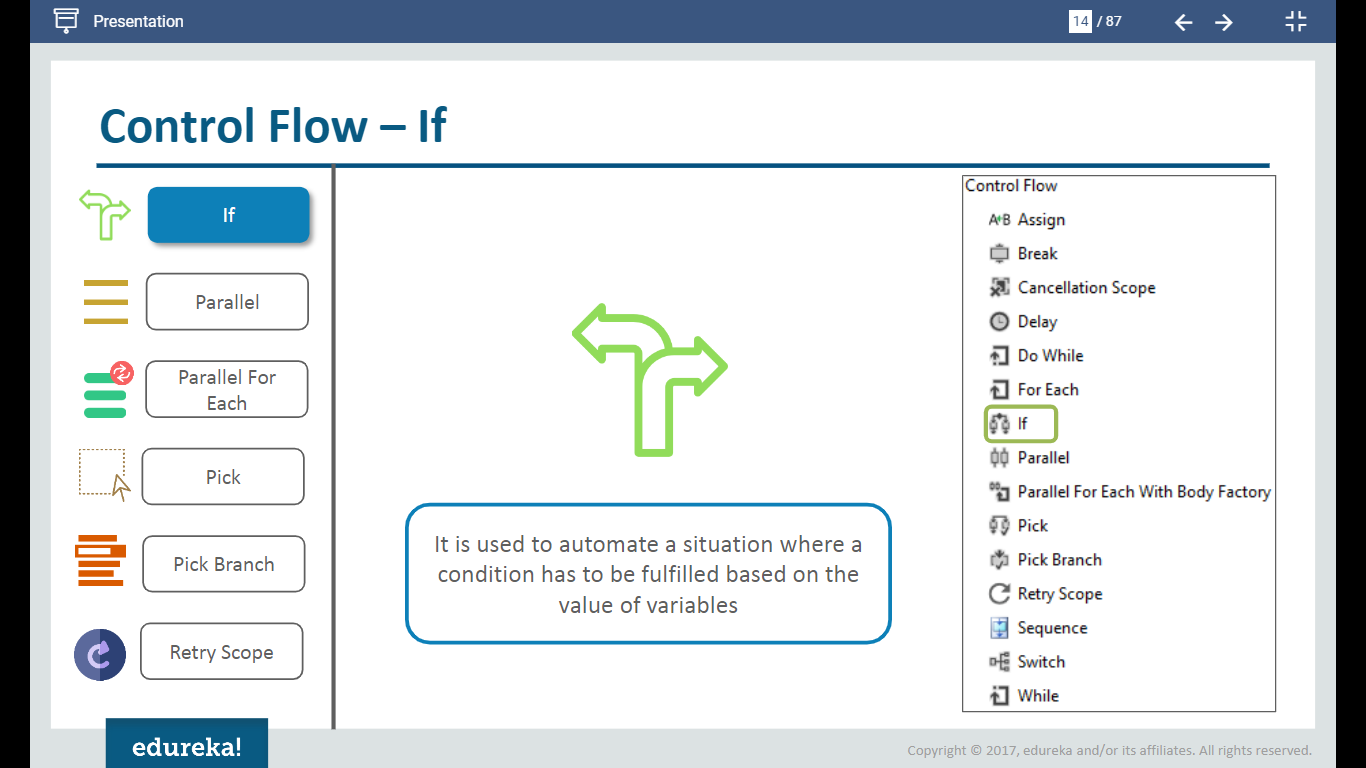 Presentation
14 / 87
Control Flow – If
If
Parallel
Parallel For
Each
Pick
Pick Branch
Retry Scope
It is used to automate a situation where a
condition has to be fulfilled based on the
value of variables
Control Flow
A+B Assign
Break
Cancellation Scope
Delay
Do While
For Each
If
Parallel
Parallel For Each With Body Factory
Pick
Pick Branch
Retry Scope
Sequence
Switch
While
edureka!
Copyright © 2017, edureka and/or its affiliates. All rights reserved.